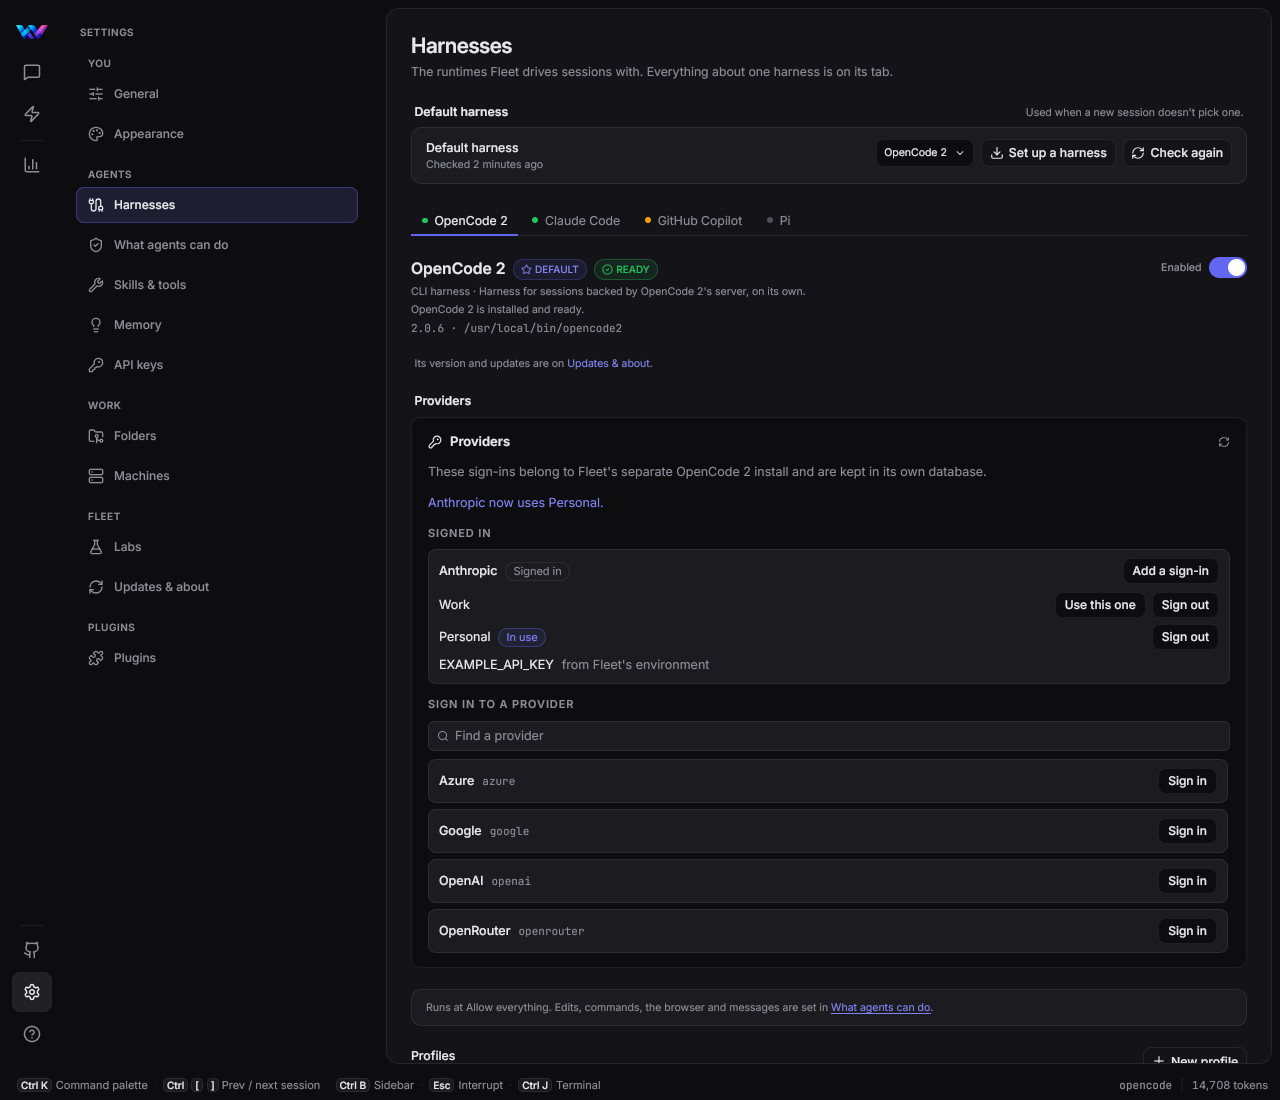 SETTINGS
YOU
General
Appearance
AGENTS
Harnesses
What agents can do
Skills & tools
Memory
API keys
WORK
Folders
Machines
FLEET
Labs
Updates & about
PLUGINS
Plugins
Harnesses
The runtimes Fleet drives sessions with. Everything about one harness is on its tab.
Default harness
Used when a new session doesn't pick one.
Default harness
Checked 2 minutes ago
OpenCode 2
Set up a harness
Check again
OpenCode 2
Claude Code
GitHub Copilot
Pi
OpenCode 2 DEFAULT READY
Enabled
CLI harness · Harness for sessions backed by OpenCode 2's server, on its own.
OpenCode 2 is installed and ready.
2.0.6 · /usr/local/bin/opencode2
Its version and updates are on Updates & about.
Providers
Providers
These sign-ins belong to Fleet's separate OpenCode 2 install and are kept in its own database.
Anthropic now uses Personal.
SIGNED IN
Anthropic Signed in Add a sign-in
Work Use this one Sign out
Personal In use Sign out
EXAMPLE_API_KEY from Fleet's environment
SIGN IN TO A PROVIDER
Find a provider
Azure azure Sign in
Google google Sign in
OpenAI openai Sign in
OpenRouter openrouter Sign in
Runs at Allow everything. Edits, commands, the browser and messages are set in What agents can do.
Profiles
New profile
Ctrl K Command palette · Ctrl [ ] Prev / next session · Ctrl B Sidebar · Esc Interrupt · Ctrl J Terminal
opencode
14,708 tokens